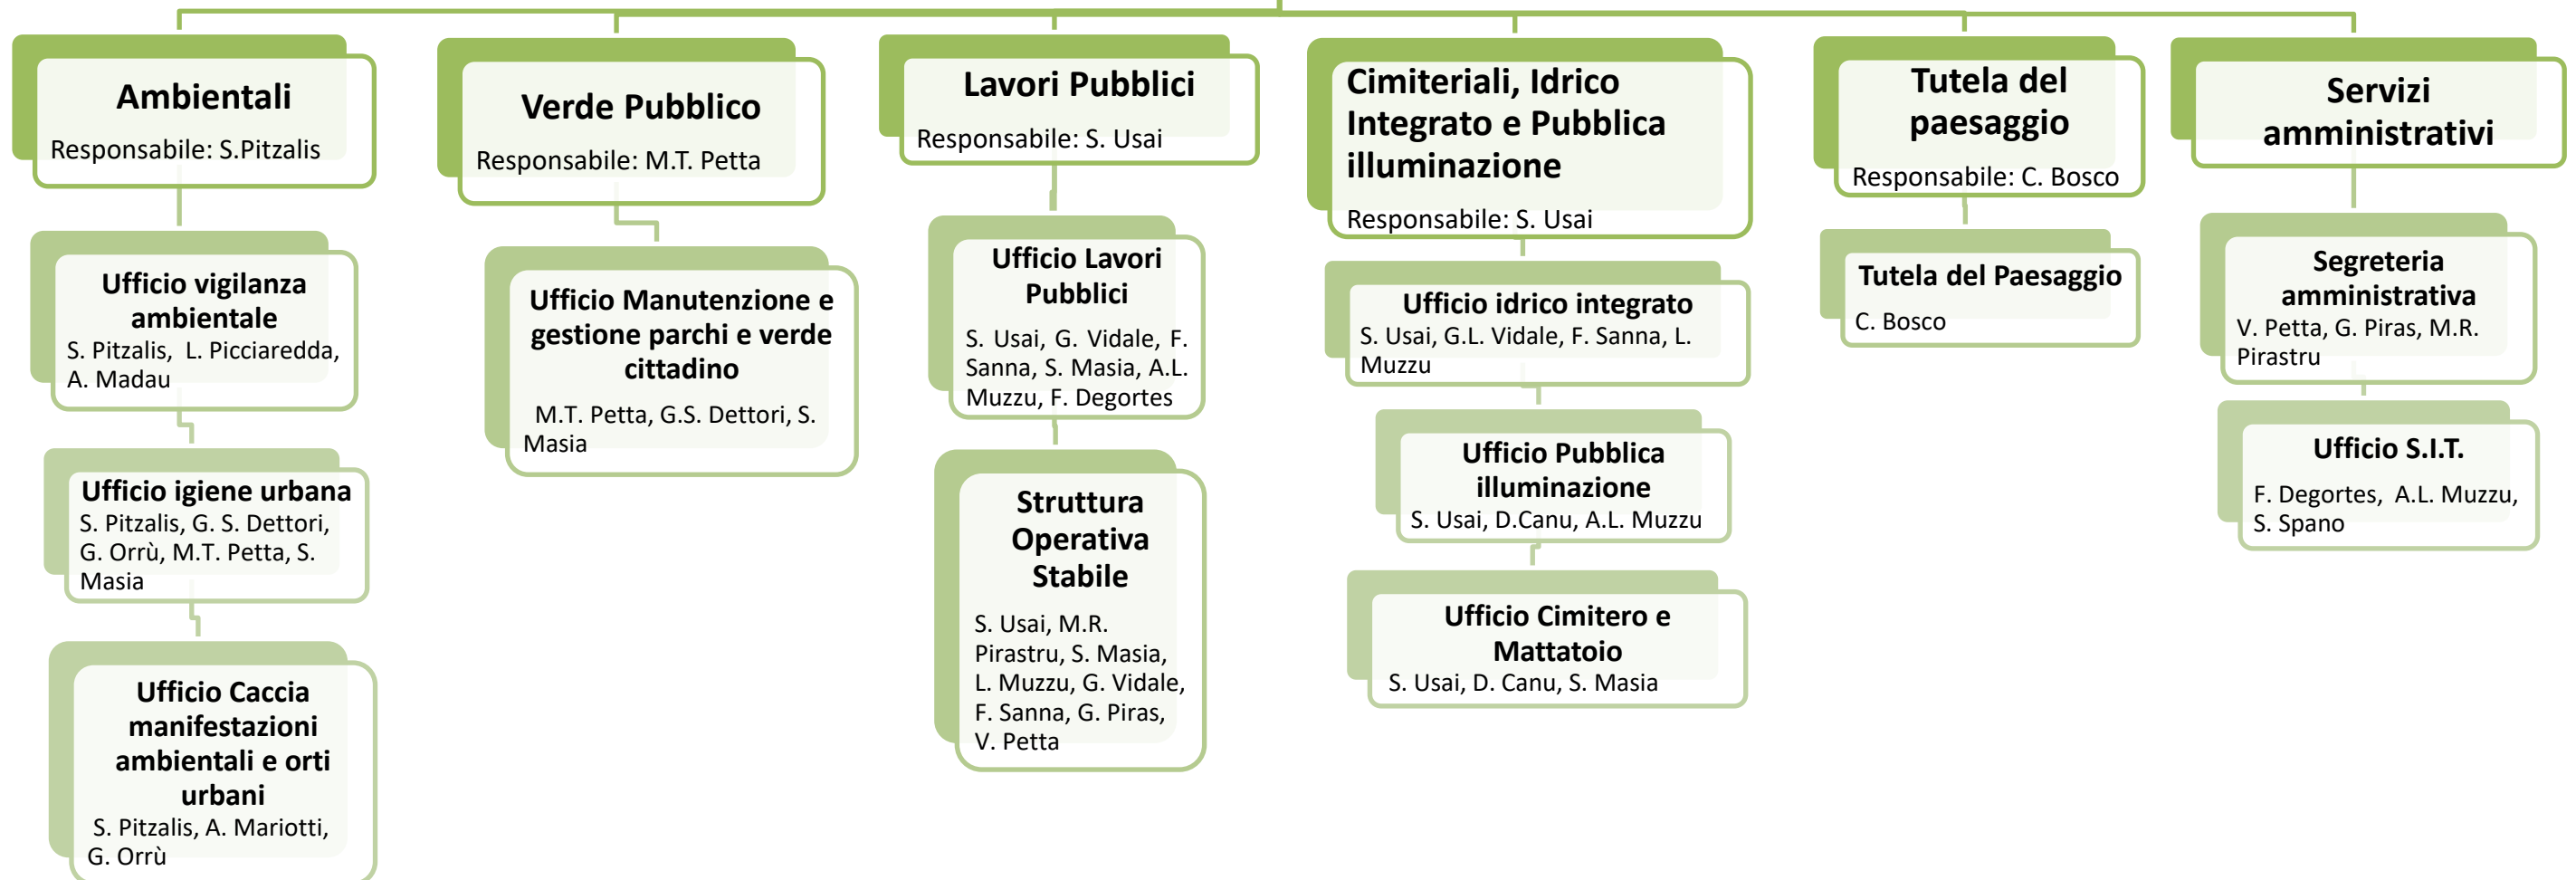 Ambientali
Responsabile: S.Pitzalis
Ufficio vigilanza
ambientale
S. Pitzalis, L. Picciaredda,
A. Madau
Ufficio igiene urbana
S. Pitzalis, G. S. Dettori,
G. Orrù, M.T. Petta, S.
Masia
Ufficio Caccia
manifestazioni
ambientali e orti
urbani
S. Pitzalis, A. Mariotti,
G. Orrù
Verde Pubblico
Responsabile: M.T. Petta
Ufficio Manutenzione e
gestione parchi e verde
cittadino
M.T. Petta, G.S. Dettori, S.
Masia
Lavori Pubblici
Responsabile: S. Usai
Ufficio Lavori
Pubblici
S. Usai, G. Vidale, F.
Sanna, S. Masia, A.L.
Muzzu, F. Degortes
Struttura
Operativa
Stabile
S. Usai, M.R.
Pirastru, S. Masia,
L. Muzzu, G. Vidale,
F. Sanna, G. Piras,
V. Petta
Cimiteriali, Idrico
Integrato e Pubblica
illuminazione
Responsabile: S. Usai
Ufficio idrico integrato
S. Usai, G.L. Vidale, F. Sanna, L.
Muzzu
Ufficio Pubblica
illuminazione
S. Usai, D.Canu, A.L. Muzzu
Ufficio Cimitero e
Mattatoio
S. Usai, D. Canu, S. Masia
Tutela del
paesaggio
Responsabile: C. Bosco
Tutela del Paesaggio
C. Bosco
Servizi
amministrativi
Segreteria
amministrativa
V. Petta, G. Piras, M.R.
Pirastru
Ufficio S.I.T.
F. Degortes, A.L. Muzzu,
S. Spano